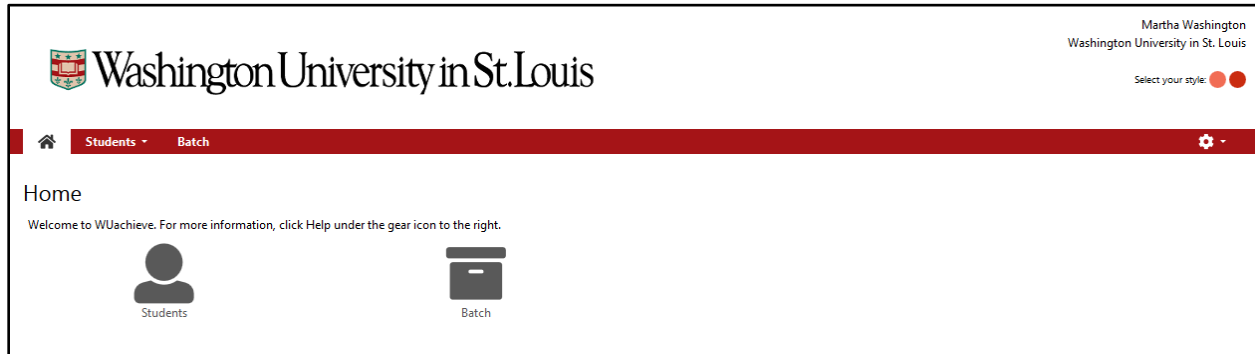 Martha Washington
Washington University in St. Louis
Washington University in St. Louis
Select your style:
Students Batch
Home
Welcome to WUachieve. For more information, click Help under the gear icon to the right.
Students Batch